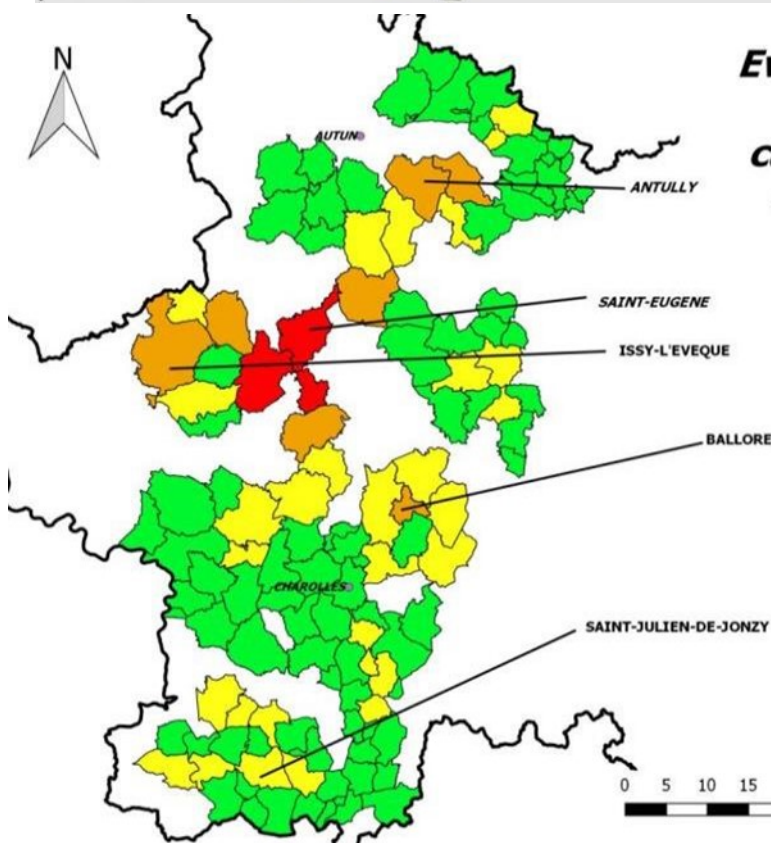 N
AUTUN
ANTULLY
SAINT-EUGENE
ISSY-L'EVEQUE
BALLORE
CHAROLLES
SAINT-JULIEN-DE-JONZY
0 5 10 15